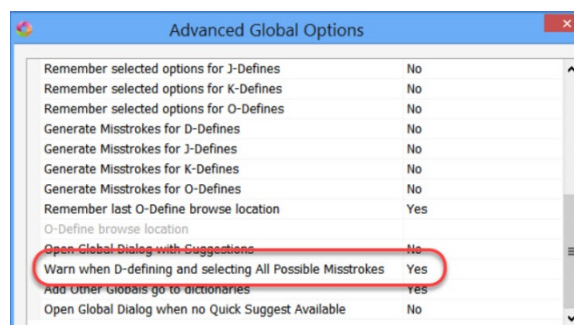 Advanced Global Options
Remember selected options for J-Defines No
Remember selected options for K-Defines No
Remember selected options for O-Defines No
Generate Misstrokes for D-Defines No
Generate Misstrokes for J-Defines No
Generate Misstrokes for K-Defines No
Generate Misstrokes for O-Defines No
Remember last O-Define browse location Yes
O-Define browse location
Open Global Dialog with Suggestions No
Warn when D-defining and selecting All Possible Misstrokes Yes
Add Other Globals go to dictionaries Yes
Open Global Dialog when no Quick Suggest Available No